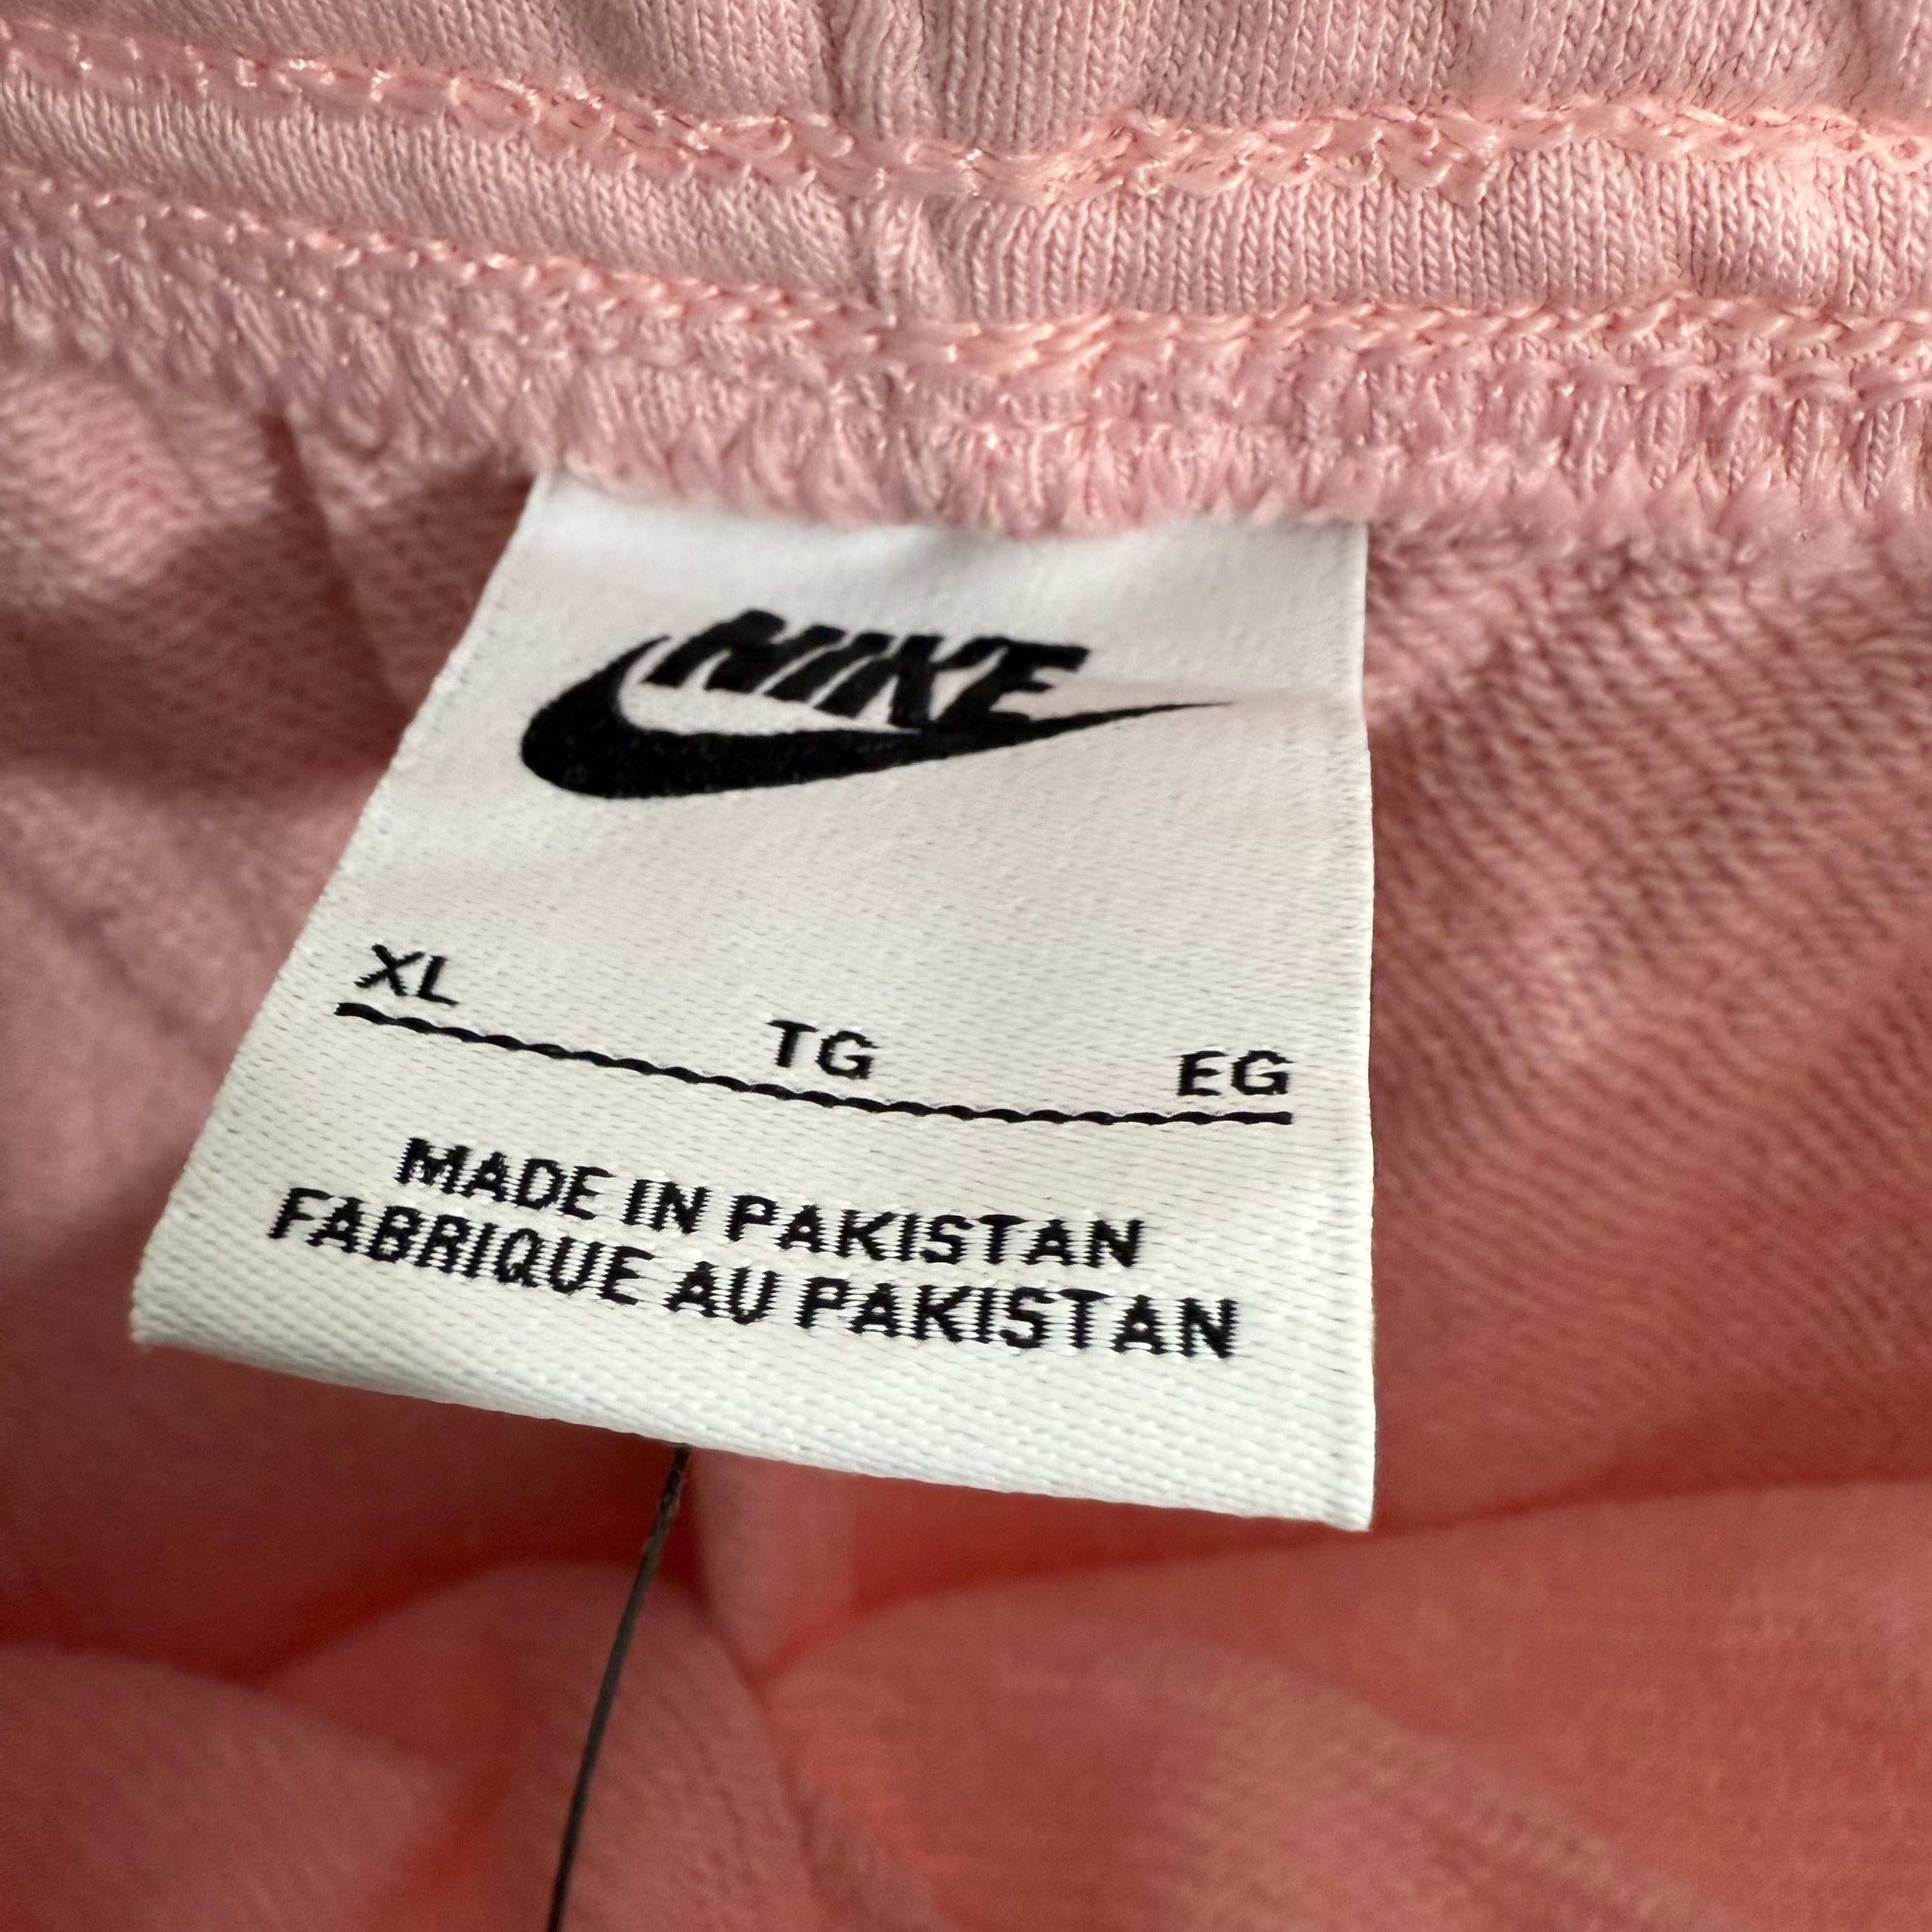 NIKE
XL TG EG
MADE IN PAKISTAN
FABRIQUE AU PAKISTAN